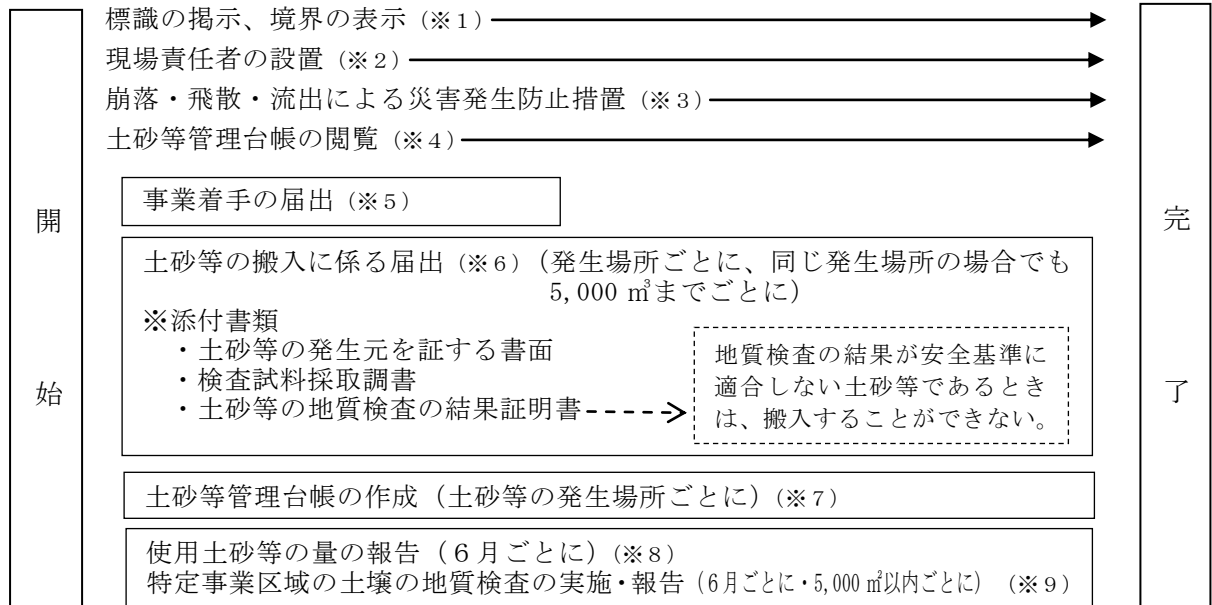 標識の掲示、境界の表示(※1)
現場責任者の設置(※2)
崩落・飛散・流出による災害発生防止措置(※3)
土砂等管理台帳の閲覧(※4)
開始
事業着手の届出(※5)
土砂等の搬入に係る届出(※6)(発生場所ごとに、同じ発生場所の場合でも
5,000㎥までごとに)
※添付書類
・土砂等の発生元を証する書面
・検査試料採取調書
・土砂等の地質検査の結果証明書
地質検査の結果が安全基準に
適合しない土砂等であるとき
は、搬入することができない。
土砂等管理台帳の作成(土砂等の発生場所ごとに)(※7)
使用土砂等の量の報告(6月ごとに)(※8)
特定事業区域の土壌の地質検査の実施・報告(6月ごとに・5,000㎡以内ごとに) (※9)
完了